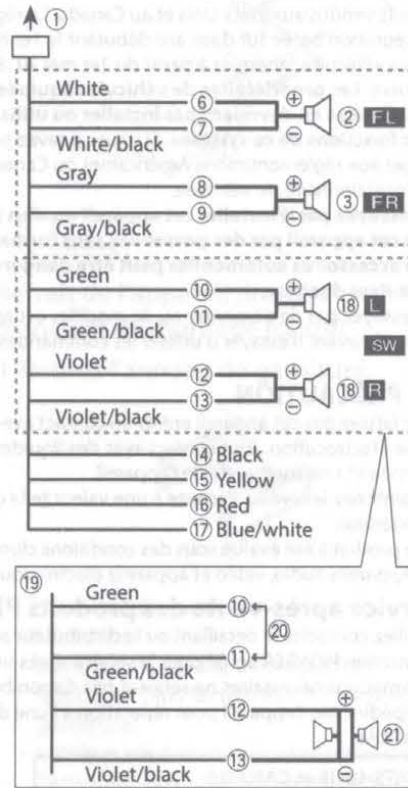 ①
White
⑥ ⊕
② FL
⑦ ⊖
White/black
Gray
⑧ ⊕
③ FR
⑨ ⊖
Gray/black
Green
⑩ ⊕
⑱ L
⑪ ⊖
Green/black
SW
Violet
⑫ ⊕
⑱ R
⑬ ⊖
Violet/black
⑭ Black
⑮ Yellow
⑯ Red
⑰ Blue/white
⑲
Green
⑩
⑳
⑪
Green/black
Violet
⑫ ⊕
㉑
⑬ ⊖
Violet/black